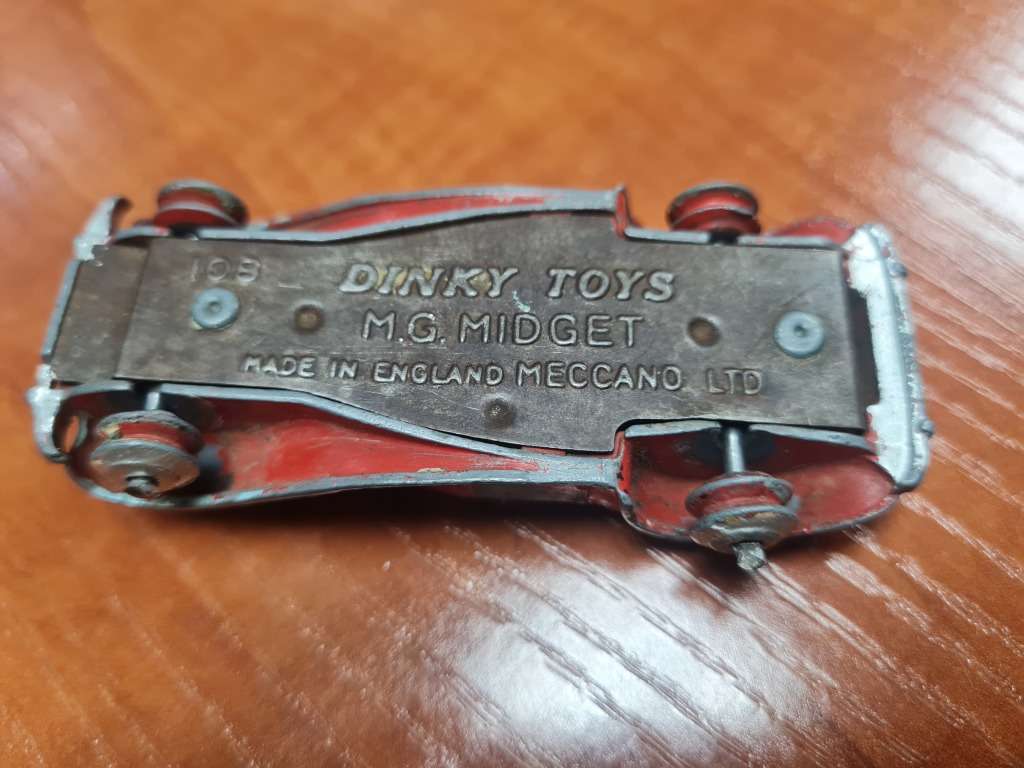 108
DINKY TOYS
M.G. MIDGET
MADE IN ENGLAND MECCANO LTD